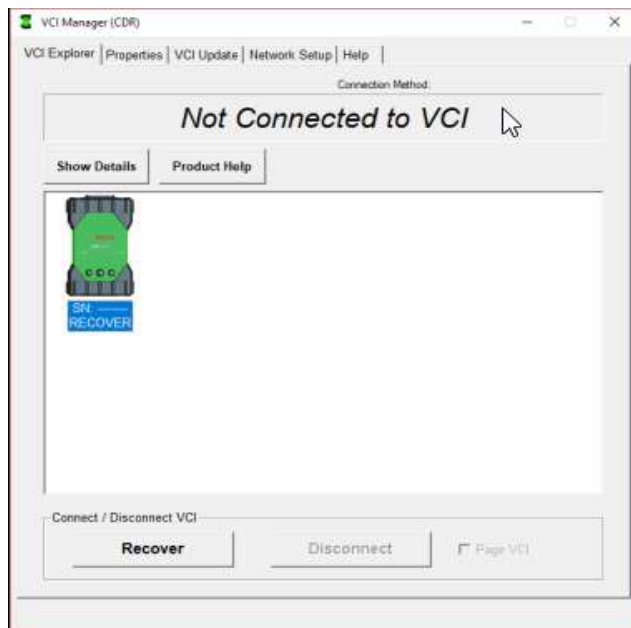 VCI Manager (CDR)
VCI Explorer Properties VCI Update Network Setup Help
Connection Method:
Not Connected to VCI
Show Details Product Help
SN: -------
RECOVER
Connect / Disconnect VCI
Recover Disconnect Page VCI